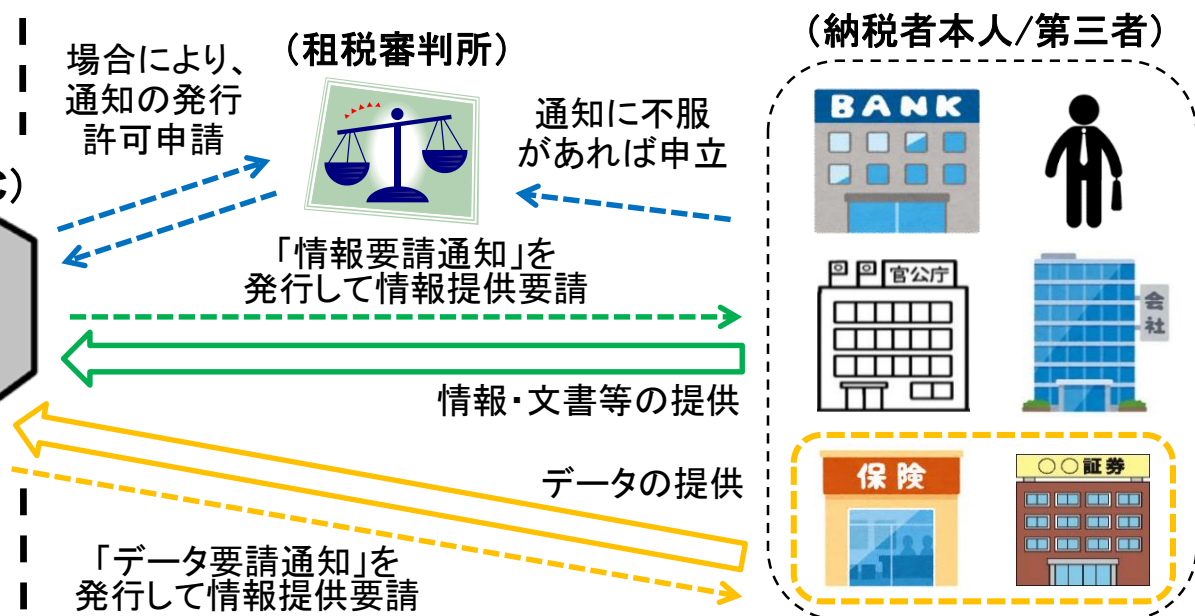 場合により、
通知の発行
許可申請
（租税審判所）
通知に不服
があれば申立
（納税者本人/第三者）
BANK
「情報要請通知」を
発行して情報提供要請
官公庁
会社
情報・文書等の提供
保険
○○証券
データの提供
「データ要請通知」を
発行して情報提供要請